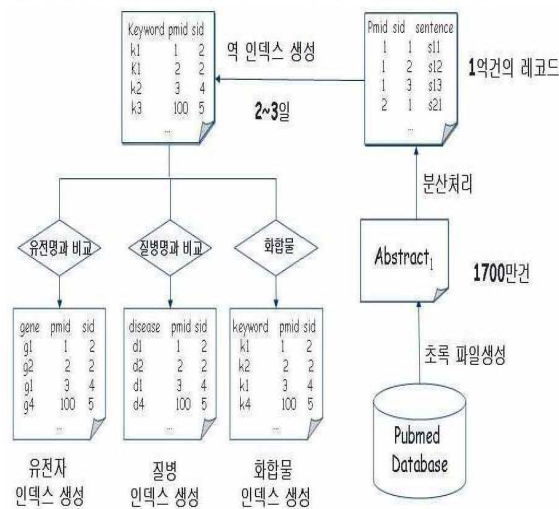 Keyword pmid sid
k1 1 2
K1 2 2
k2 3 4
k3 100 5
...
역 인덱스 생성
2~3일
Pmid sid sentence
1 1 s11
1 2 s12
1 3 s13
2 1 s21
...
1억건의 레코드
분산처리
Abstract1
1700만건
초록 파일생성
Pubmed
Database
유전명과 비교
질병명과 비교
화합물
gene pmid sid
g1 1 2
g2 2 2
g1 3 4
g4 100 5
...
disease pmid sid
d1 1 2
d2 2 2
d1 3 4
d4 100 5
...
keyword pmid sid
k1 1 2
k2 2 2
k1 3 4
k4 100 5
...
유전자
인덱스 생성
질병
인덱스 생성
화합물
인덱스 생성